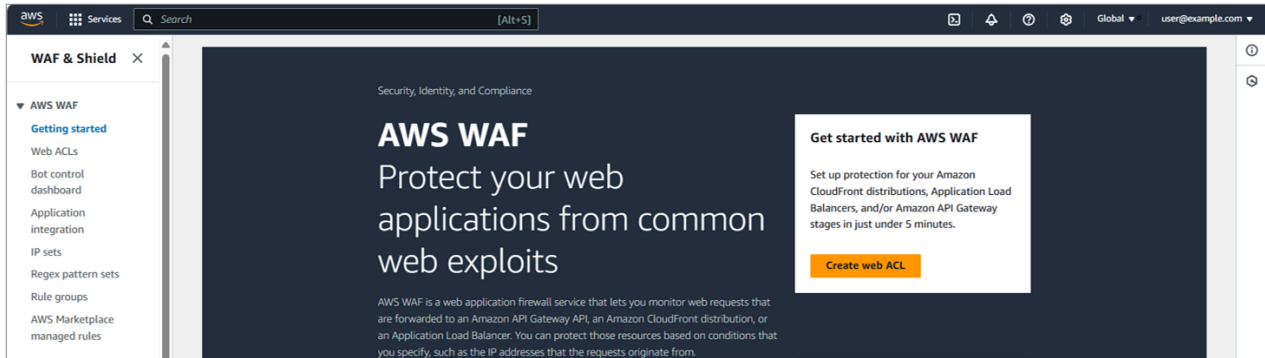 aws Services Search [Alt+S] Global ▼ user@example.com ▼
WAF & Shield
AWS WAF
Getting started
Web ACLs
Bot control
dashboard
Application
integration
IP sets
Regex pattern sets
Rule groups
AWS Marketplace
managed rules
Security, Identity, and Compliance
AWS WAF
Protect your web
applications from common
web exploits
AWS WAF is a web application firewall service that lets you monitor web requests that
are forwarded to an Amazon API Gateway API, an Amazon CloudFront distribution, or
an Application Load Balancer. You can protect those resources based on conditions that
you specify, such as the IP addresses that the requests originate from.
Get started with AWS WAF
Set up protection for your Amazon
CloudFront distributions, Application Load
Balancers, and/or Amazon API Gateway
stages in just under 5 minutes.
Create web ACL